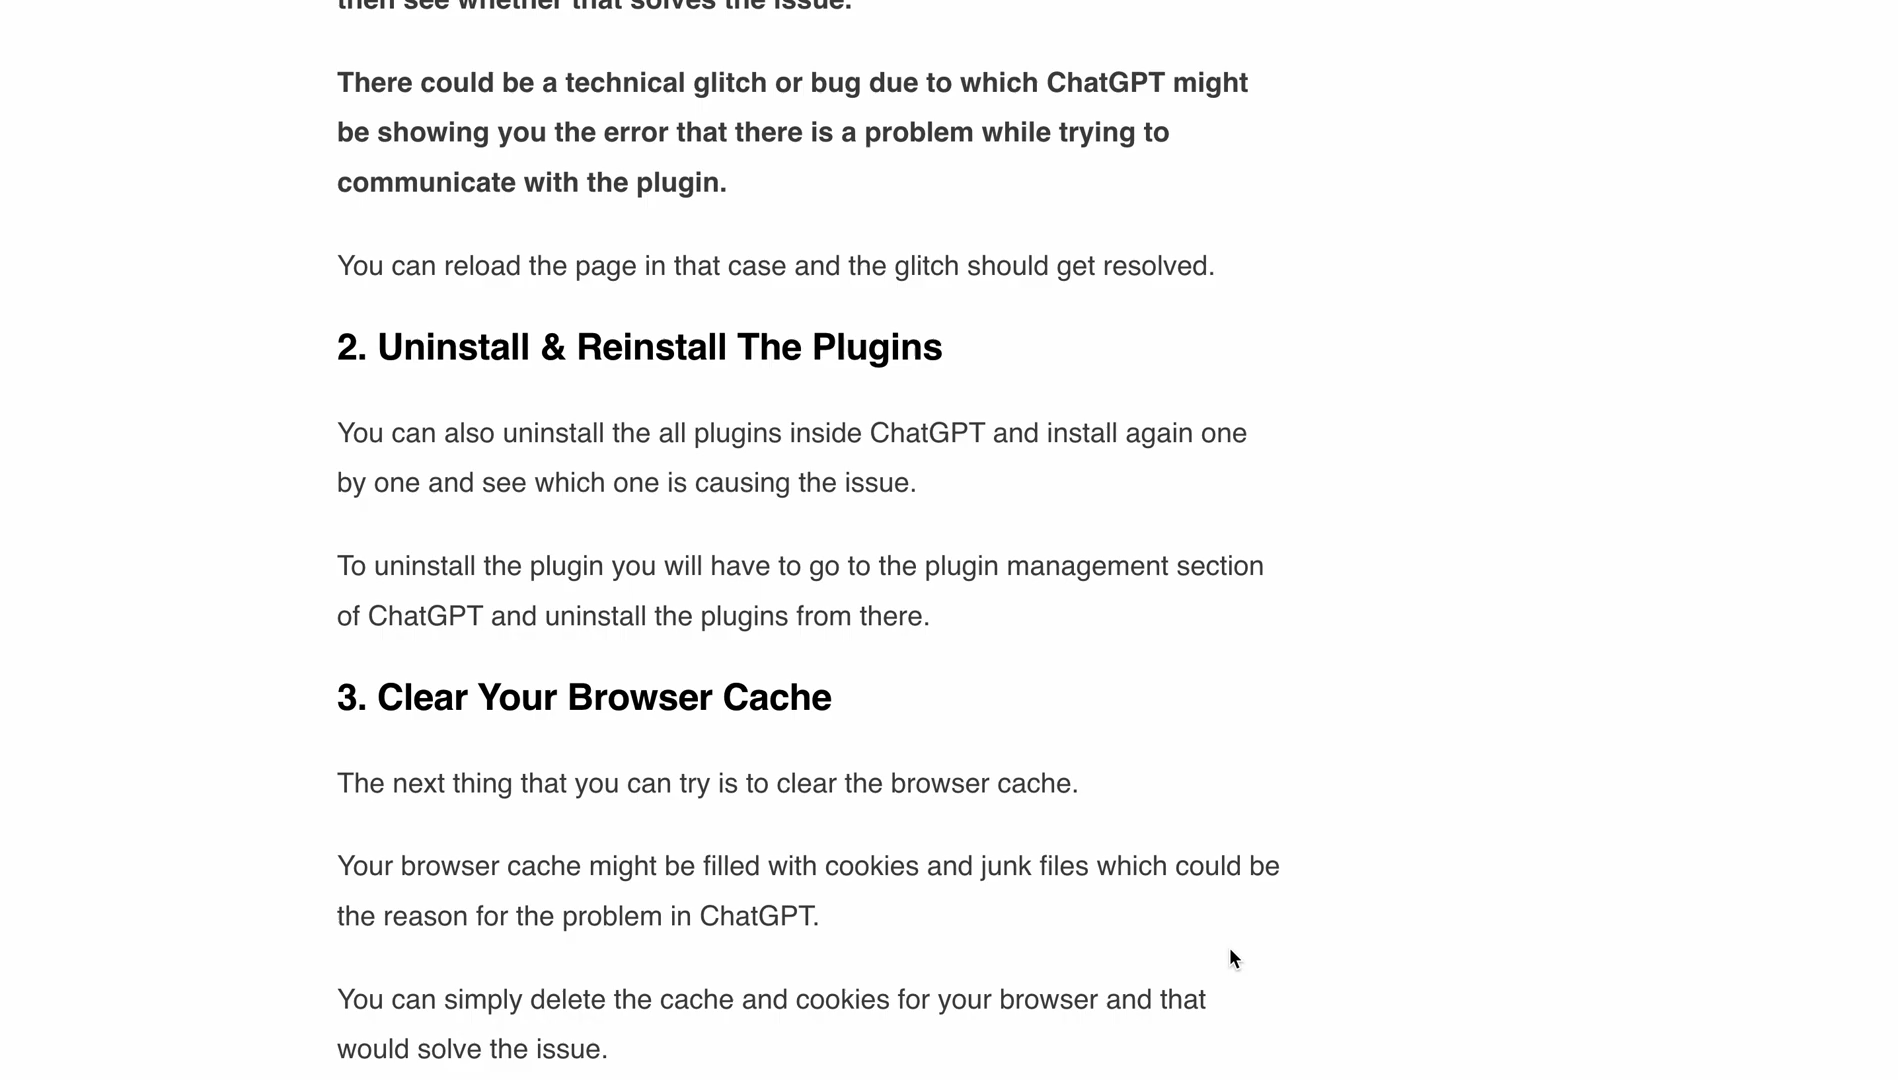 then see whether that solves the issue.
There could be a technical glitch or bug due to which ChatGPT might
be showing you the error that there is a problem while trying to
communicate with the plugin.
You can reload the page in that case and the glitch should get resolved.
2. Uninstall & Reinstall The Plugins
You can also uninstall the all plugins inside ChatGPT and install again one
by one and see which one is causing the issue.
To uninstall the plugin you will have to go to the plugin management section
of ChatGPT and uninstall the plugins from there.
3. Clear Your Browser Cache
The next thing that you can try is to clear the browser cache.
Your browser cache might be filled with cookies and junk files which could be
the reason for the problem in ChatGPT.
You can simply delete the cache and cookies for your browser and that
would solve the issue.